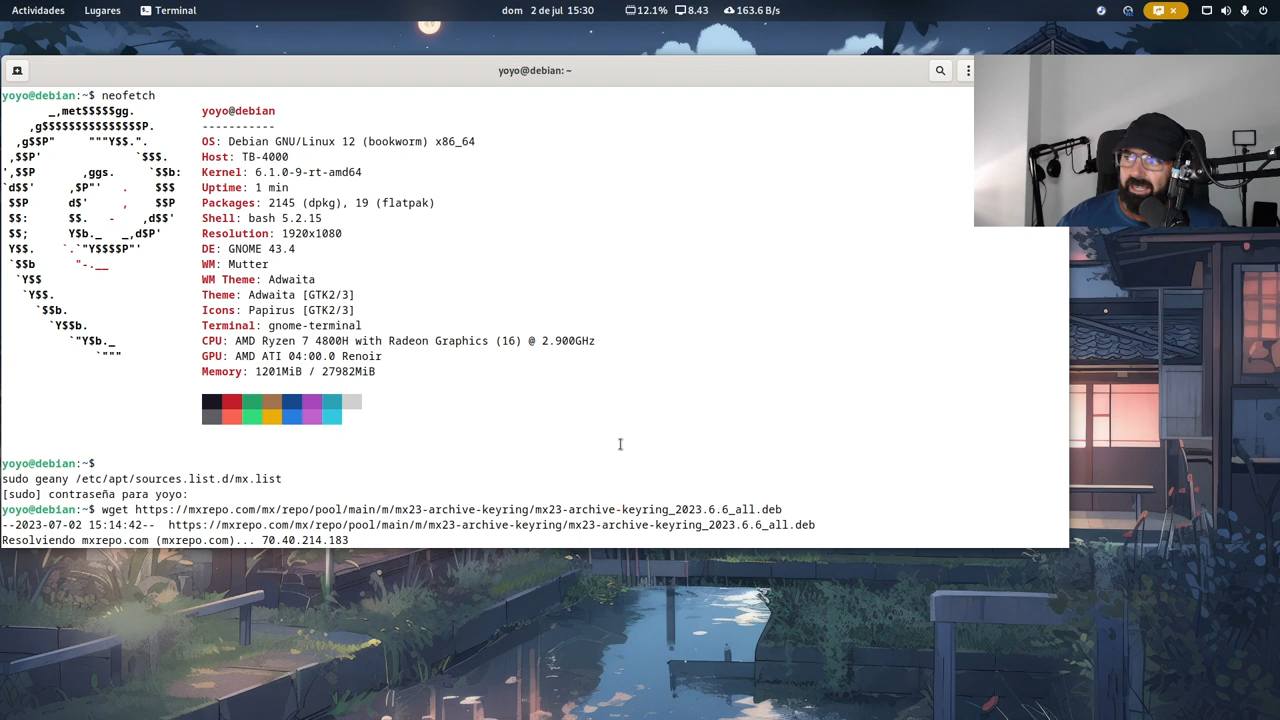 Actividades Lugares Terminal dom 2 de jul 15:30 12.1% 8.43 163.6 B/s
yoyo@debian: ~
yoyo@debian:~$ neofetch
_,met$$$$$gg. yoyo@debian
,g$$$$$$$$$$$$$$$P. -----------
,g$$P" """Y$$.". OS: Debian GNU/Linux 12 (bookworm) x86_64
,$$P' `$$$. Host: TB-4000
',$$P ,ggs. `$$b: Kernel: 6.1.0-9-rt-amd64
`d$$' ,$P"' . $$$ Uptime: 1 min
$$P d$' , $$P Packages: 2145 (dpkg), 19 (flatpak)
$$: $$. - ,d$$' Shell: bash 5.2.15
$$; Y$b._ _,d$P' Resolution: 1920x1080
Y$$. `.`"Y$$$$P"' DE: GNOME 43.4
`$$b "-.__ WM: Mutter
`Y$$ WM Theme: Adwaita
`Y$$. Theme: Adwaita [GTK2/3]
`$$b. Icons: Papirus [GTK2/3]
`Y$$b. Terminal: gnome-terminal
`"Y$b._ CPU: AMD Ryzen 7 4800H with Radeon Graphics (16) @ 2.900GHz
`""" GPU: AMD ATI 04:00.0 Renoir
Memory: 1201MiB / 27982MiB
yoyo@debian:~$
sudo geany /etc/apt/sources.list.d/mx.list
[sudo] contraseña para yoyo:
yoyo@debian:~$ wget https://mxrepo.com/mx/repo/pool/main/m/mx23-archive-keyring/mx23-archive-keyring_2023.6.6_all.deb
--2023-07-02 15:14:42-- https://mxrepo.com/mx/repo/pool/main/m/mx23-archive-keyring/mx23-archive-keyring_2023.6.6_all.deb
Resolviendo mxrepo.com (mxrepo.com)... 70.40.214.183